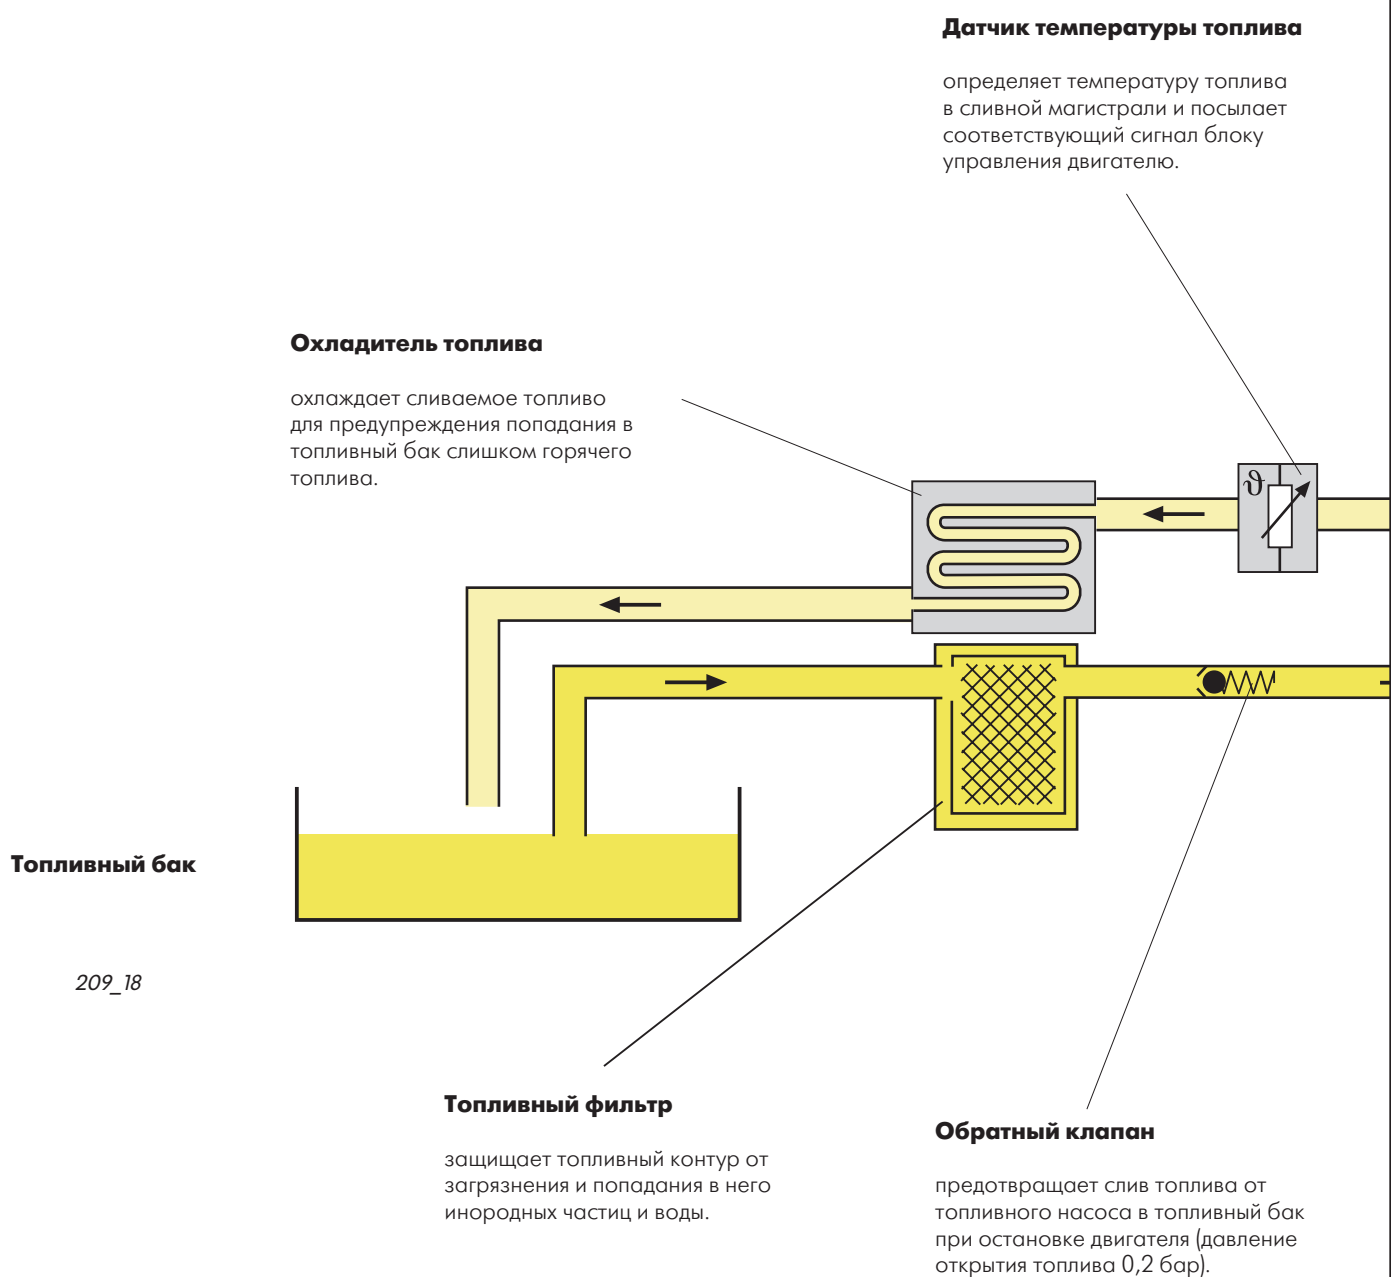 Датчик температуры топлива
определяет температуру топлива
в сливной магистрали и посылает
соответствующий сигнал блоку
управления двигателю.
Охладитель топлива
охлаждает сливаемое топливо
для предупреждения попадания в
топливный бак слишком горячего
топлива.
ϑ
Топливный бак
209_18
Топливный фильтр
защищает топливный контур от
загрязнения и попадания в него
инородных частиц и воды.
Обратный клапан
предотвращает слив топлива от
топливного насоса в топливный бак
при остановке двигателя (давление
открытия топлива 0,2 бар).